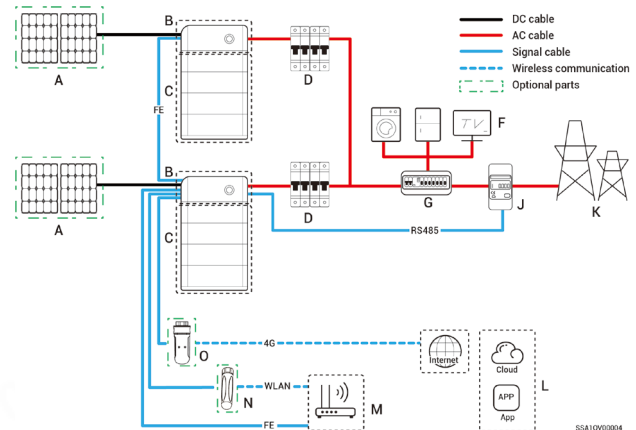 B
DC cable
AC cable
Signal cable
Wireless communication
Optional parts
A
C
D
FE
TV
F
B
A
C
D
G
J
K
RS485
O
4G
Internet
Cloud
L
N
WLAN
M
APP
App
FE
SSA1OV00004